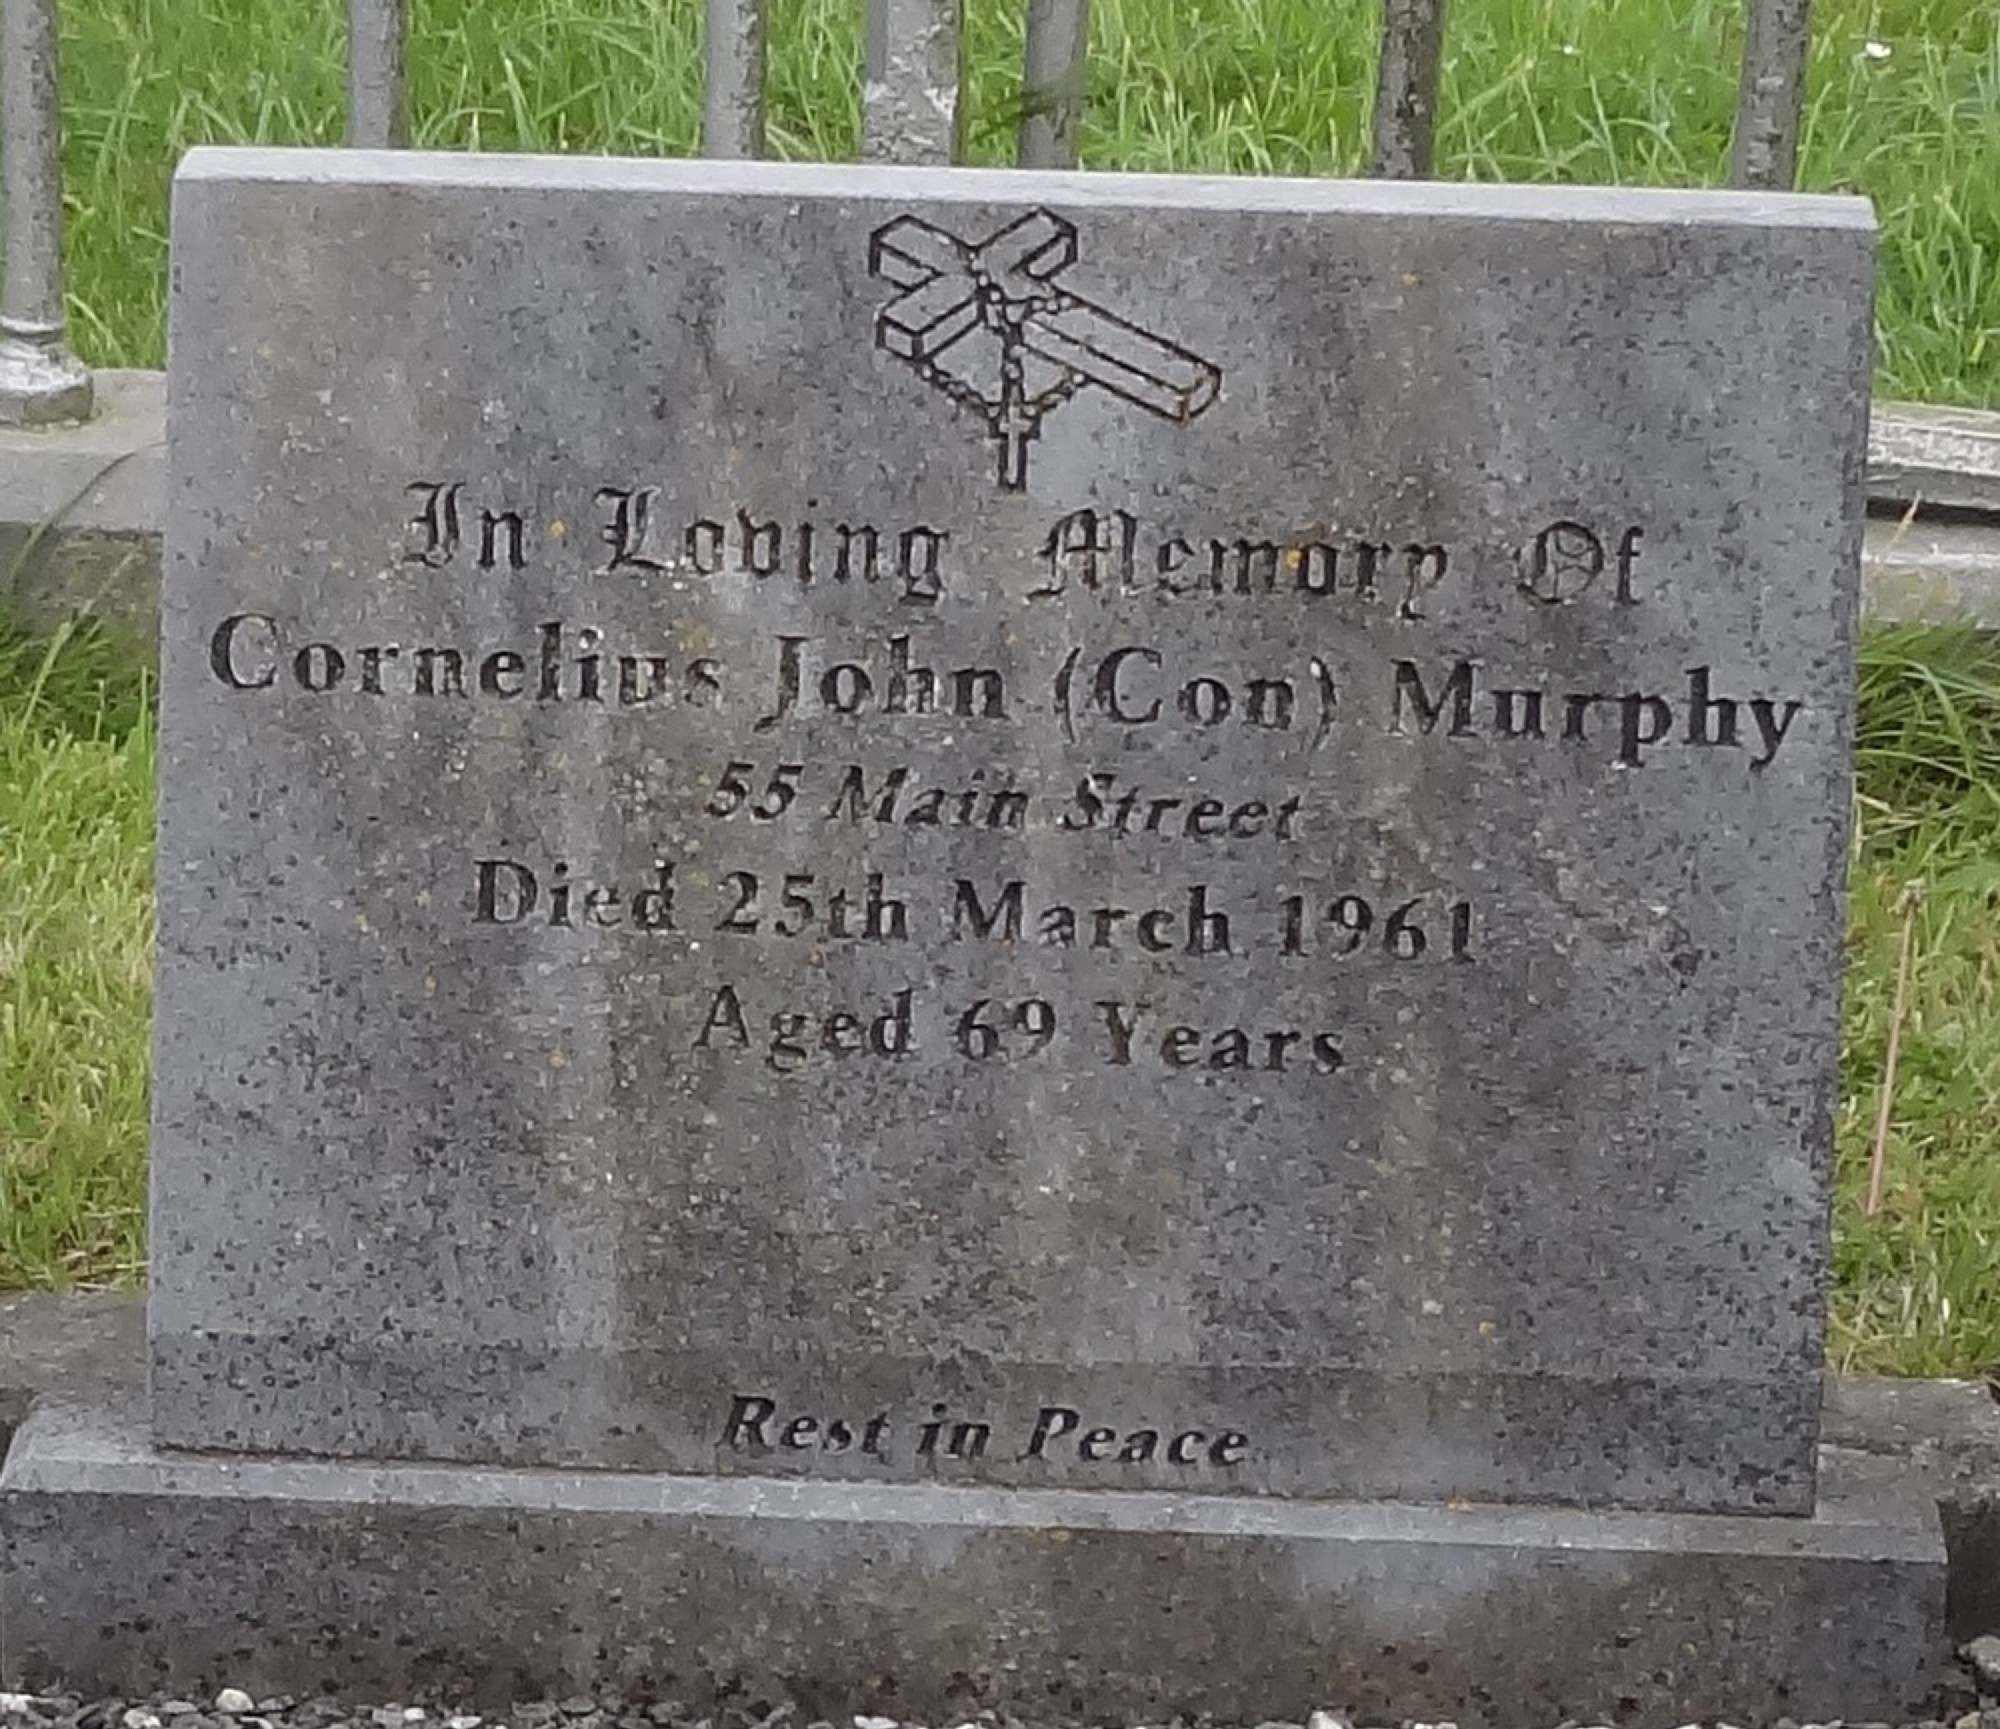 In Loving Memory Of
Cornelius John (Con) Murphy
55 Main Street
Died 25th March 1961
Aged 69 Years
Rest in Peace